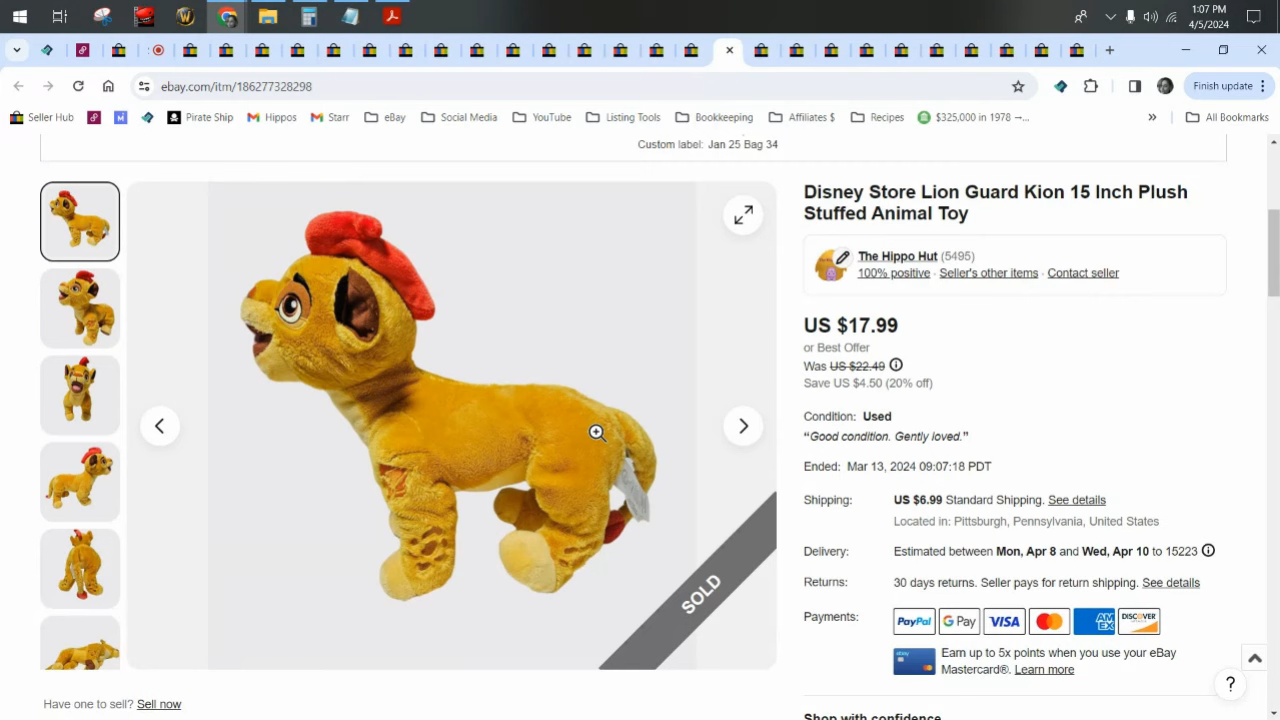 1:07 PM
4/5/2024
Finish update
ebay.com/itm/186277328298
Seller Hub
Pirate Ship
Hippos
Starr
eBay
Social Media
YouTube
Listing Tools
Bookkeeping
Affiliates $
Recipes
$325,000 in 1978 →...
»
All Bookmarks
Custom label: Jan 25 Bag 34
Disney Store Lion Guard Kion 15 Inch Plush
Stuffed Animal Toy
The Hippo Hut (5495)
100% positive · Seller's other items · Contact seller
US $17.99
or Best Offer
Was US $22.49
Save US $4.50 (20% off)
Condition: Used
“Good condition. Gently loved.”
Ended: Mar 13, 2024 09:07:18 PDT
Shipping: US $6.99 Standard Shipping. See details
Located in: Pittsburgh, Pennsylvania, United States
Delivery: Estimated between Mon, Apr 8 and Wed, Apr 10 to 15223
Returns: 30 days returns. Seller pays for return shipping. See details
Payments: PayPal G Pay VISA AM EX DISCOVER
Earn up to 5x points when you use your eBay
Mastercard®. Learn more
SOLD
?
Have one to sell? Sell now
Shop with confidence